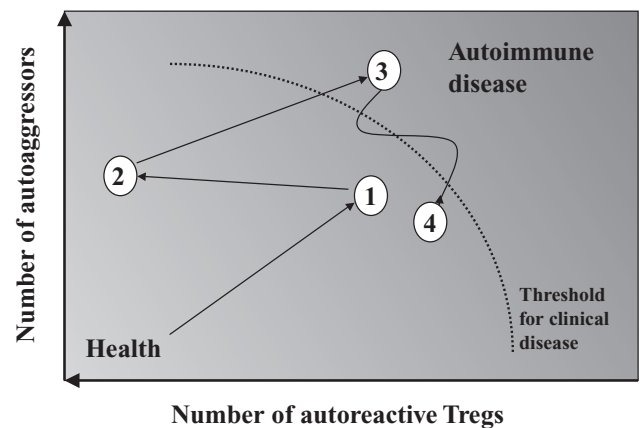 Number of autoaggressors
3
Autoimmune
disease
2
1
4
Threshold
for clinical
disease
Health
Number of autoreactive Tregs